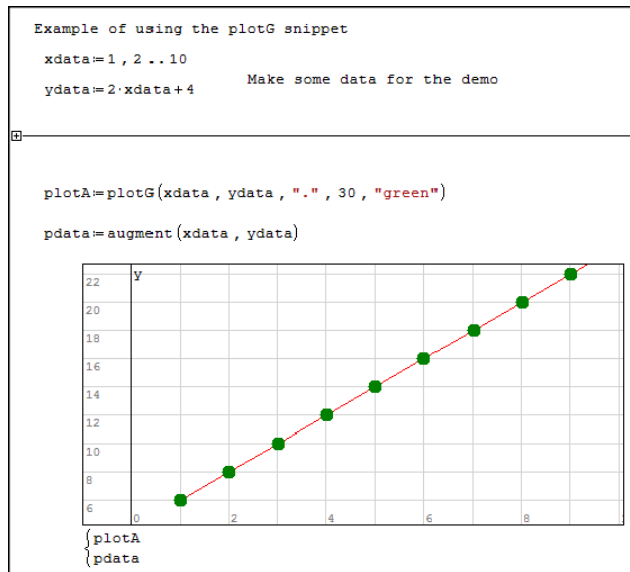 Example of using the plotG snippet
xdata≔1 , 2 .. 10
ydata≔2·xdata+4
Make some data for the demo
plotA≔plotG(xdata , ydata , "." , 30 , "green")
pdata≔augment(xdata , ydata)
y
22
20
18
16
14
12
10
8
6
0 2 4 6 8
plotA
pdata